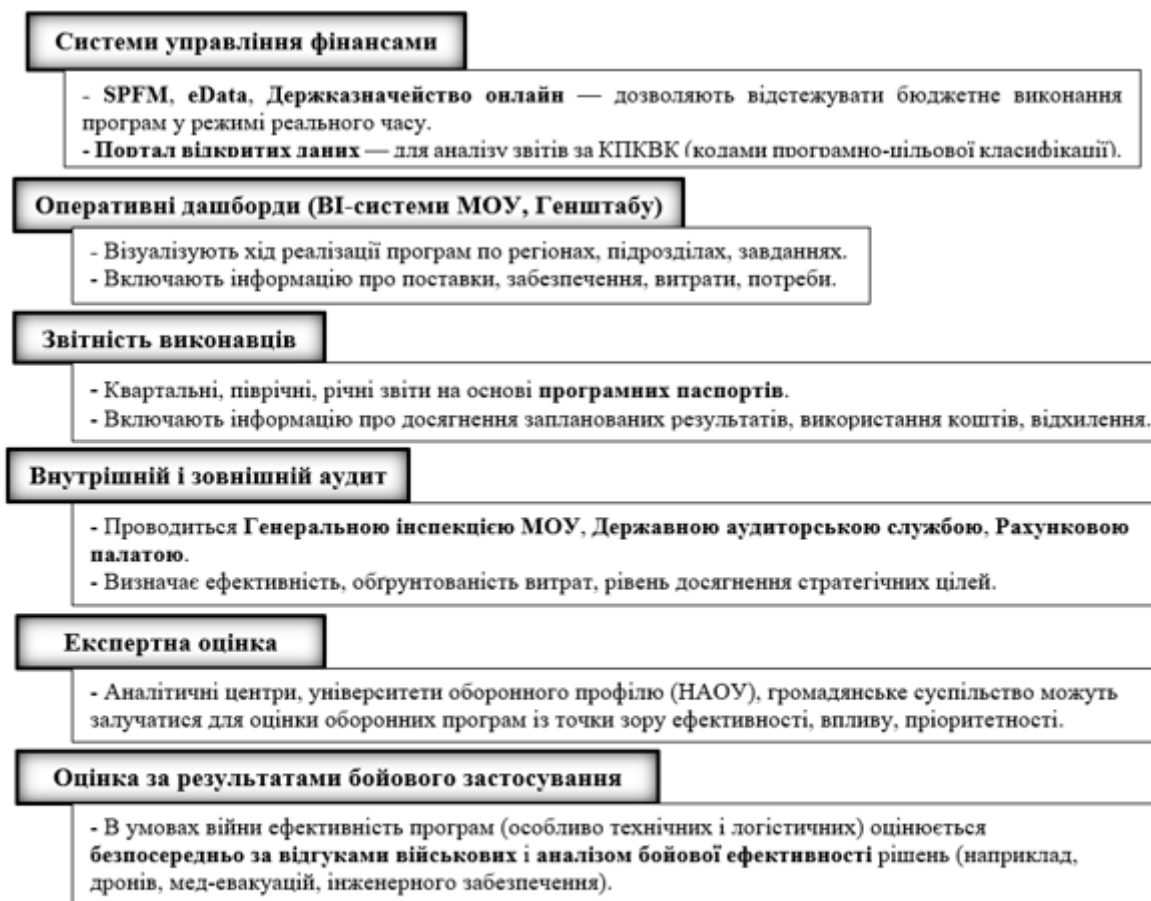 Системи управління фінансами
- SPFM, eData, Держказначейство онлайн — дозволяють відстежувати бюджетне виконання
програм у режимі реального часу.
- Портал відкритих даних — для аналізу звітів за КПКВК (кодами програмно-цільової класифікації).
Оперативні дашборди (BI-системи МОУ, Генштабу)
- Візуалізують хід реалізації програм по регіонах, підрозділах, завданнях.
- Включають інформацію про поставки, забезпечення, витрати, потреби.
Звітність виконавців
- Квартальні, піврічні, річні звіти на основі програмних паспортів.
- Включають інформацію про досягнення запланованих результатів, використання коштів, відхилення.
Внутрішній і зовнішній аудит
- Проводиться Генеральною інспекцією МОУ, Державною аудиторською службою, Рахунковою
палатою.
- Визначає ефективність, обґрунтованість витрат, рівень досягнення стратегічних цілей.
Експертна оцінка
- Аналітичні центри, університети оборонного профілю (НАОУ), громадянське суспільство можуть
залучатися для оцінки оборонних програм із точки зору ефективності, впливу, пріоритетності.
Оцінка за результатами бойового застосування
- В умовах війни ефективність програм (особливо технічних і логістичних) оцінюється
безпосередньо за відгуками військових і аналізом бойової ефективності рішень (наприклад,
дронів, мед-евакуацій, інженерного забезпечення).